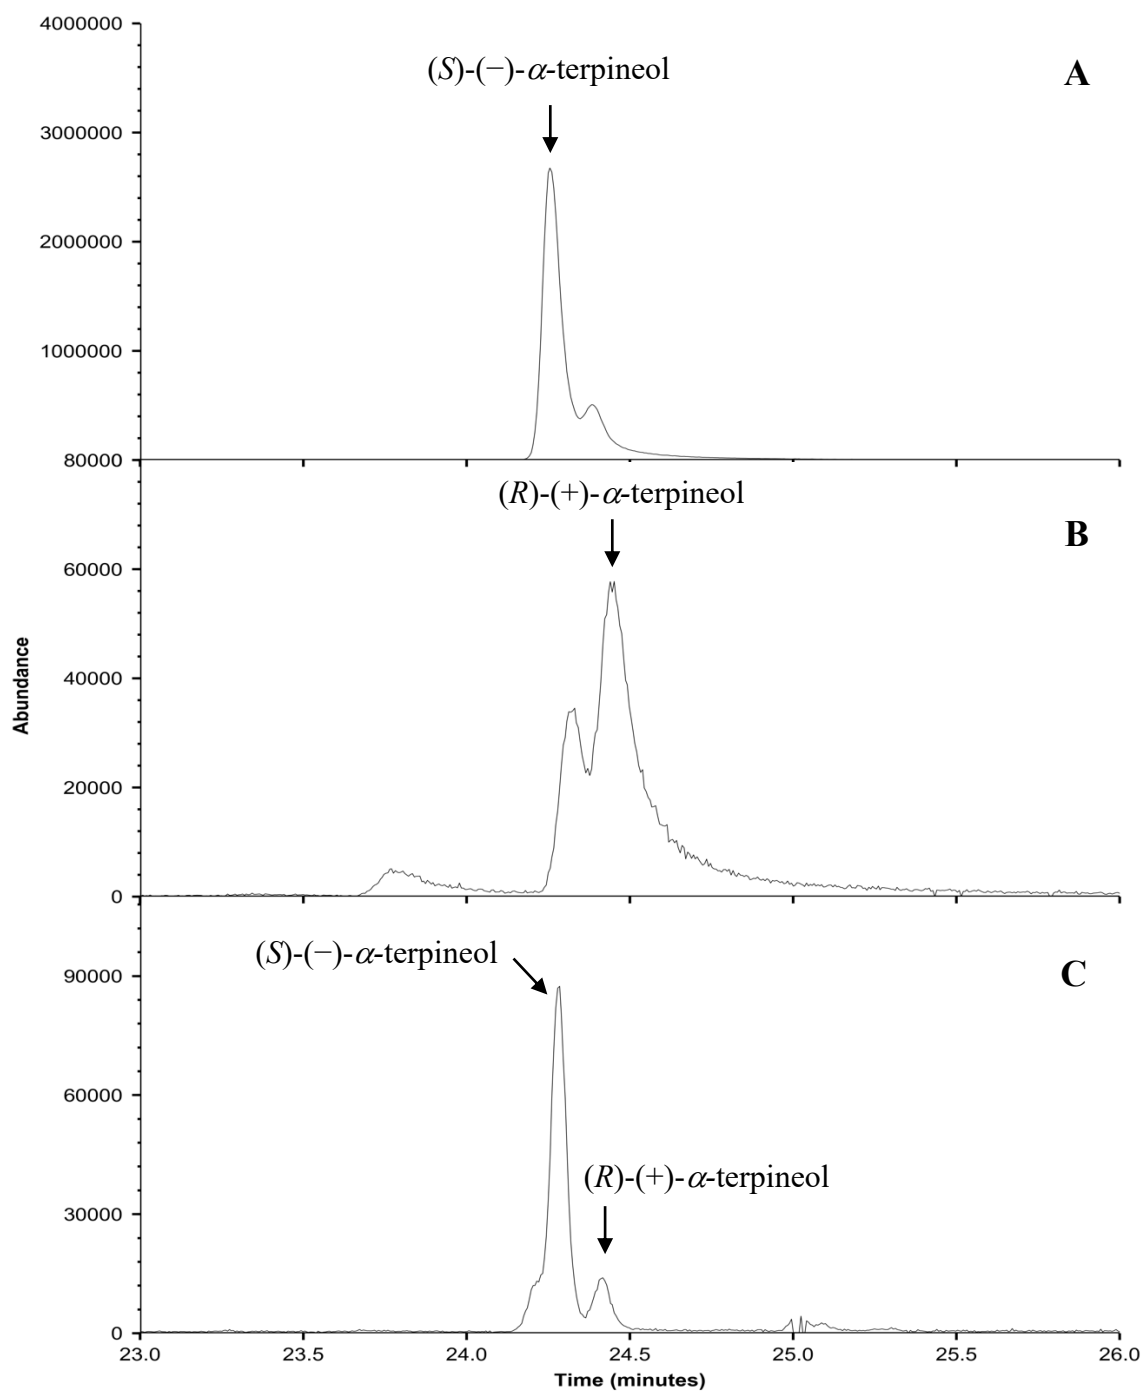 4000000
(S)-(−)-α-terpineol
A
3000000
2000000
1000000
80000
(R)-(+)-α-terpineol
B
60000
40000
20000
0
Abundance
(S)-(−)-α-terpineol
C
90000
60000
(R)-(+)-α-terpineol
30000
0
23.0 23.5 24.0 24.5 25.0 25.5 26.0
Time (minutes)